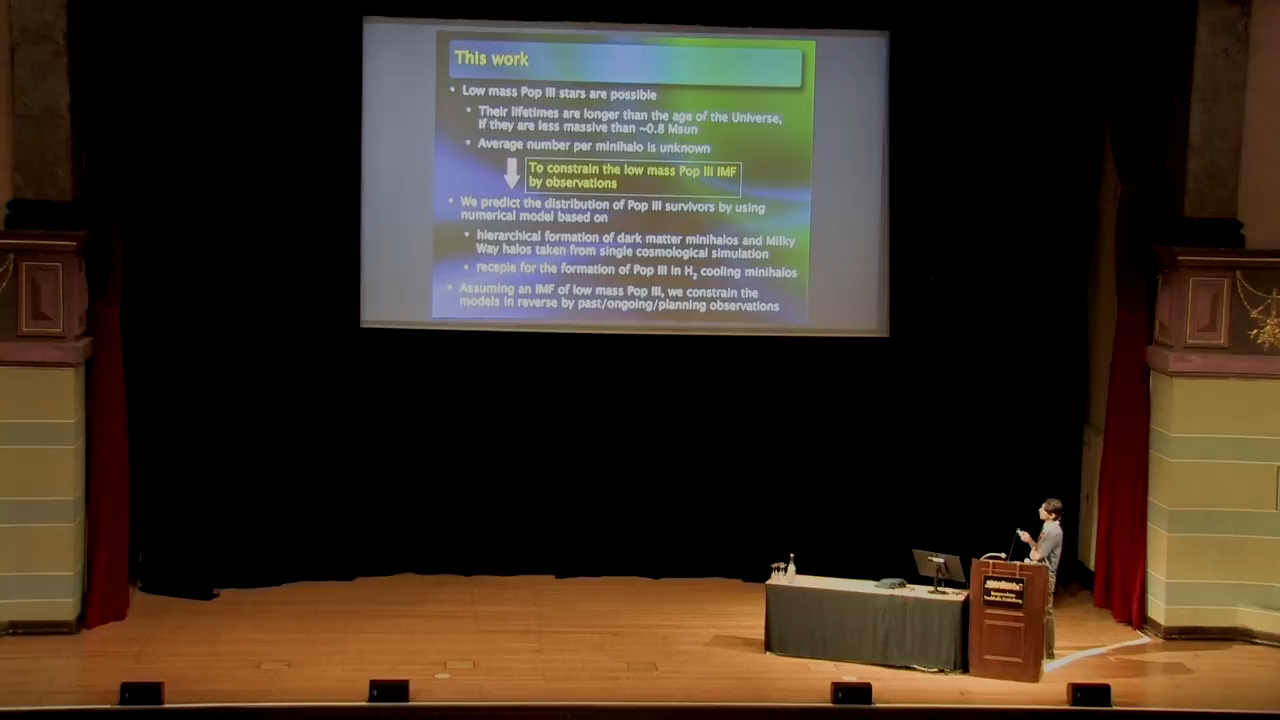 This work
• Low mass Pop III stars are possible
• Their lifetimes are longer than the age of the Universe,
If they are less massive than ~0.8 Msun
• Average number per minihalo is unknown
To constrain the low mass Pop III IMF
by observations
• We predict the distribution of Pop III survivors by using
numerical model based on
• hierarchical formation of dark matter minihalos and Milky
Way halos taken from single cosmological simulation
• recepie for the formation of Pop III in H2 cooling minihalos
• Assuming an IMF of low mass Pop III, we constrain the
models in reverse by past/ongoing/planning observations